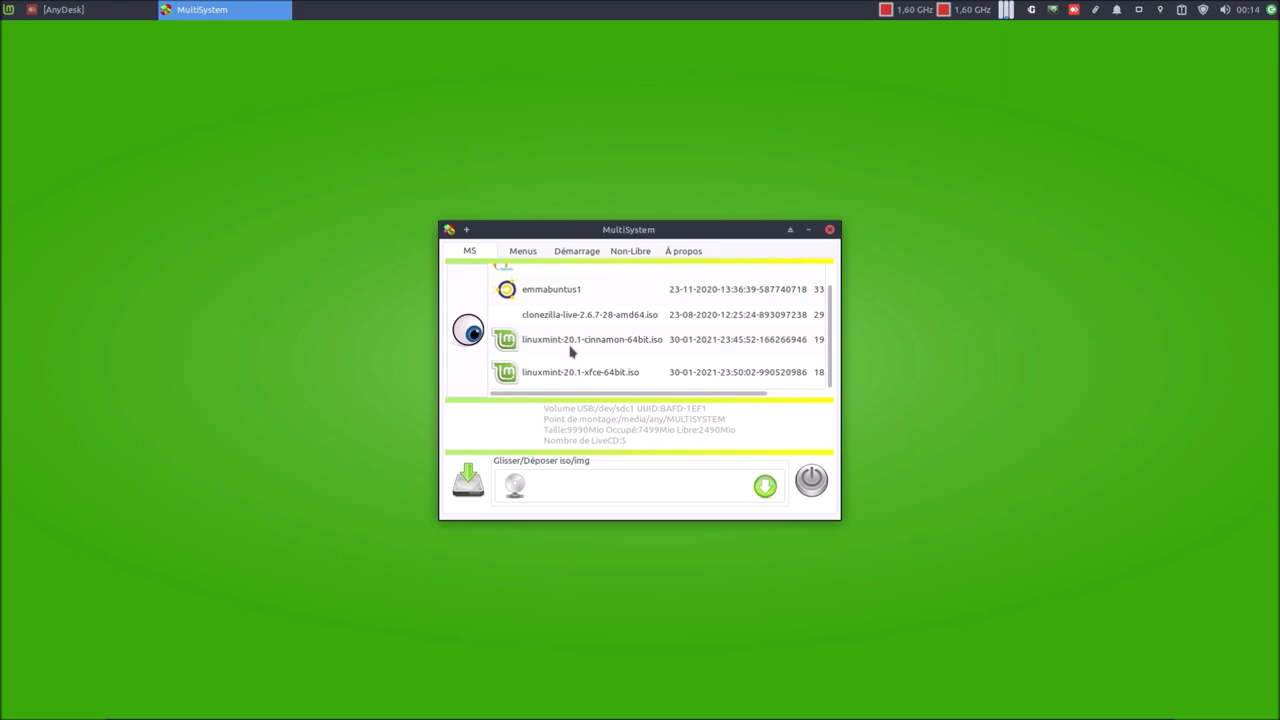 [AnyDesk]
MultiSystem
1,60 GHz
1,60 GHz
00:14
MultiSystem
MS
Menus
Démarrage
Non-Libre
À propos
emmabuntus1 23-11-2020-13:36:39-587740718 33
clonezilla-live-2.6.7-28-amd64.iso 23-08-2020-12:25:24-893097238 29
linuxmint-20.1-cinnamon-64bit.iso 30-01-2021-23:45:52-166266946 19
linuxmint-20.1-xfce-64bit.iso 30-01-2021-23:50:02-990520986 18
Volume USB:/dev/sdc1 UUID:BAFD-1EF1
Point de montage:/media/any/MULTISYSTEM
Taille:9990Mio Occupé:7499Mio Libre:2490Mio
Nombre de LiveCD:5
Glisser/Déposer iso/img